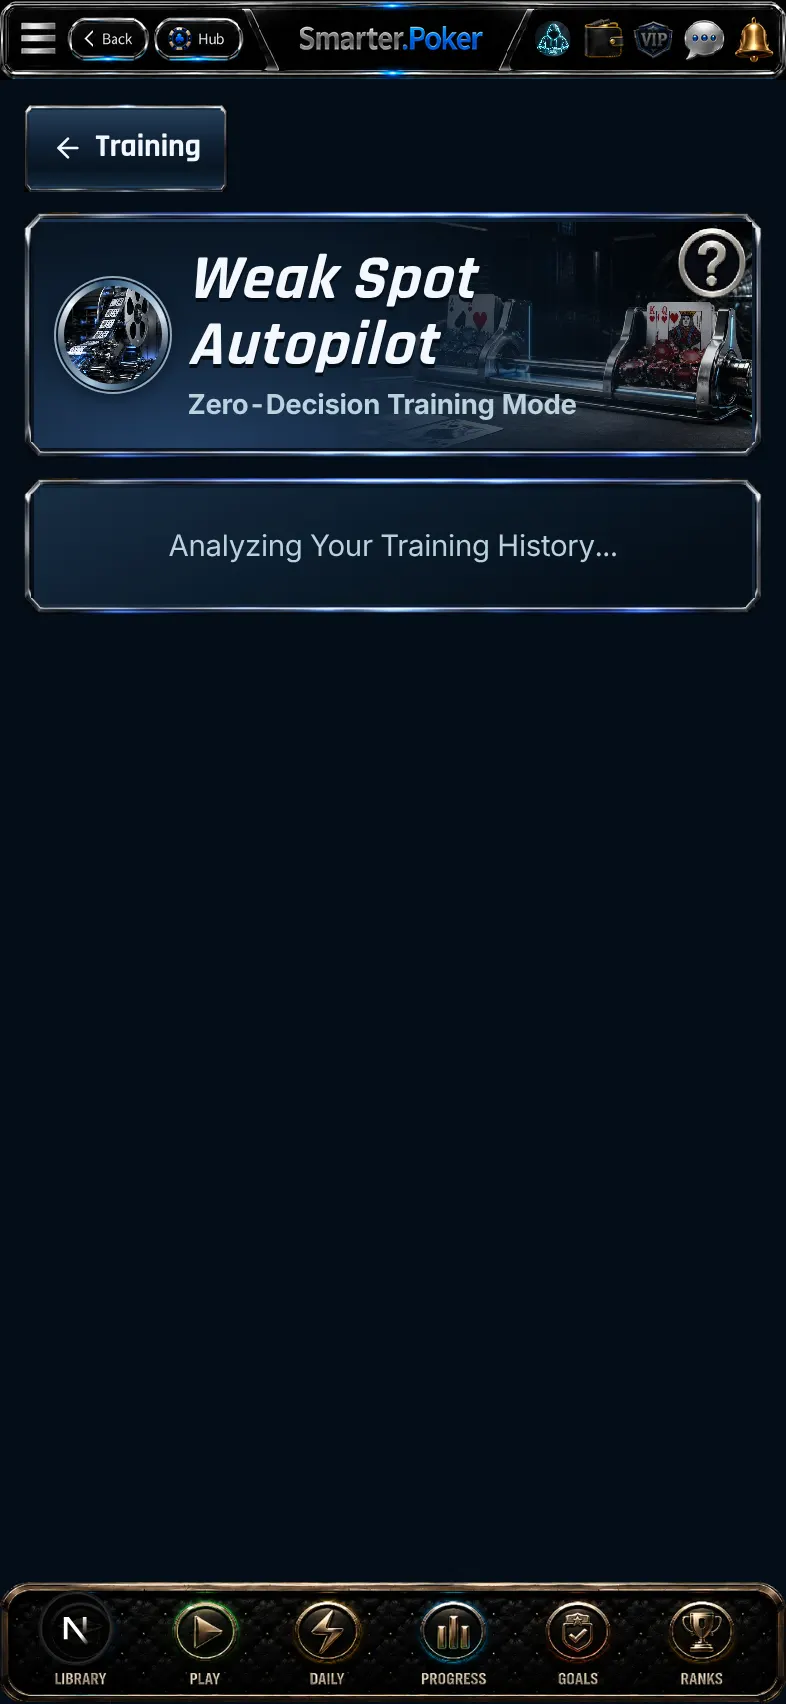 Back
Hub
Smarter.Poker
VIP
← Training
Weak Spot
Autopilot
Zero-Decision Training Mode
?
Analyzing Your Training History...
N
LIBRARY
PLAY
DAILY
PROGRESS
GOALS
RANKS